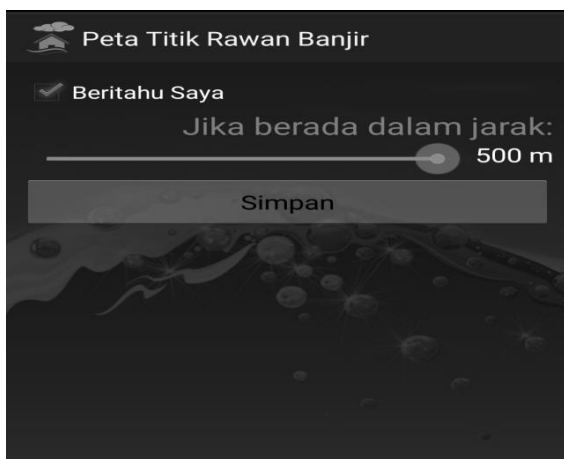 Peta Titik Rawan Banjir
Beritahu Saya
Jika berada dalam jarak:
500 m
Simpan